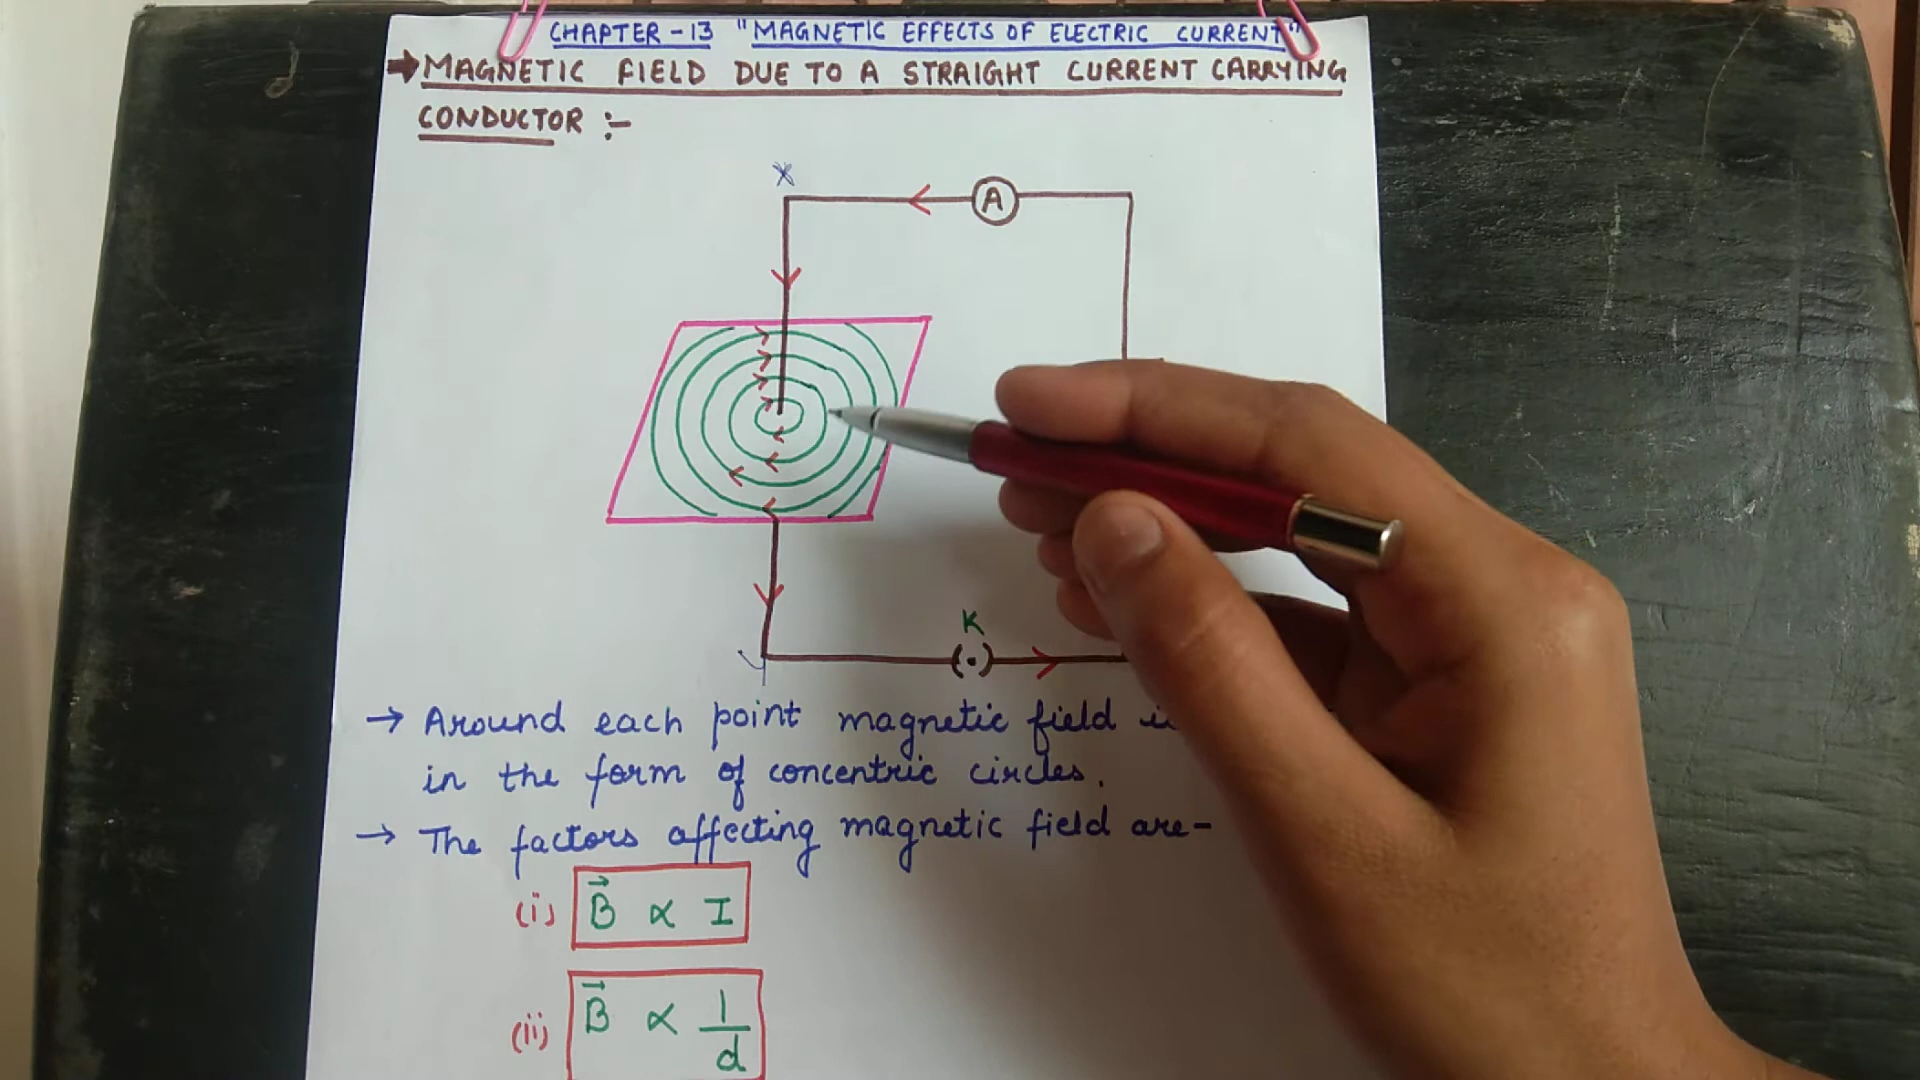 CHAPTER-13 "MAGNETIC EFFECTS OF ELECTRIC CURRENT"
→ MAGNETIC FIELD DUE TO A STRAIGHT CURRENT CARRYING
CONDUCTOR :-
X
A
K
(.)
Y
→ Around each point magnetic field
in the form of concentric circles.
→ The factors affecting magnetic field are-
(i) B⃗ ∝ I
(ii) B⃗ ∝ 1/d